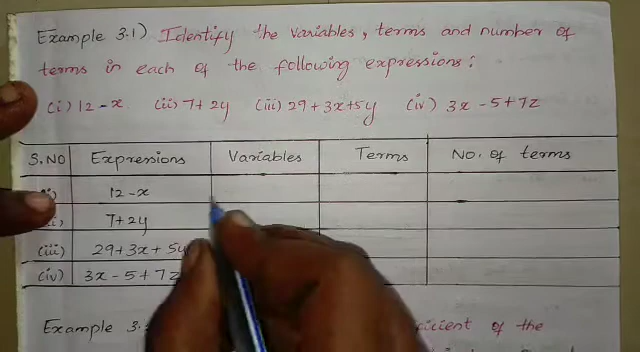 Example 3.1) Identify the variables, terms and number of
terms in each of the following expressions:
(i) 12 - x (ii) 7 + 2y (iii) 29 + 3x + 5y (iv) 3x - 5 + 7z
S.NO Expressions Variables Terms No. of terms
12 - x
7 + 2y
(iii) 29 + 3x + 5y
(iv) 3x - 5 + 7z
Example 3. of the